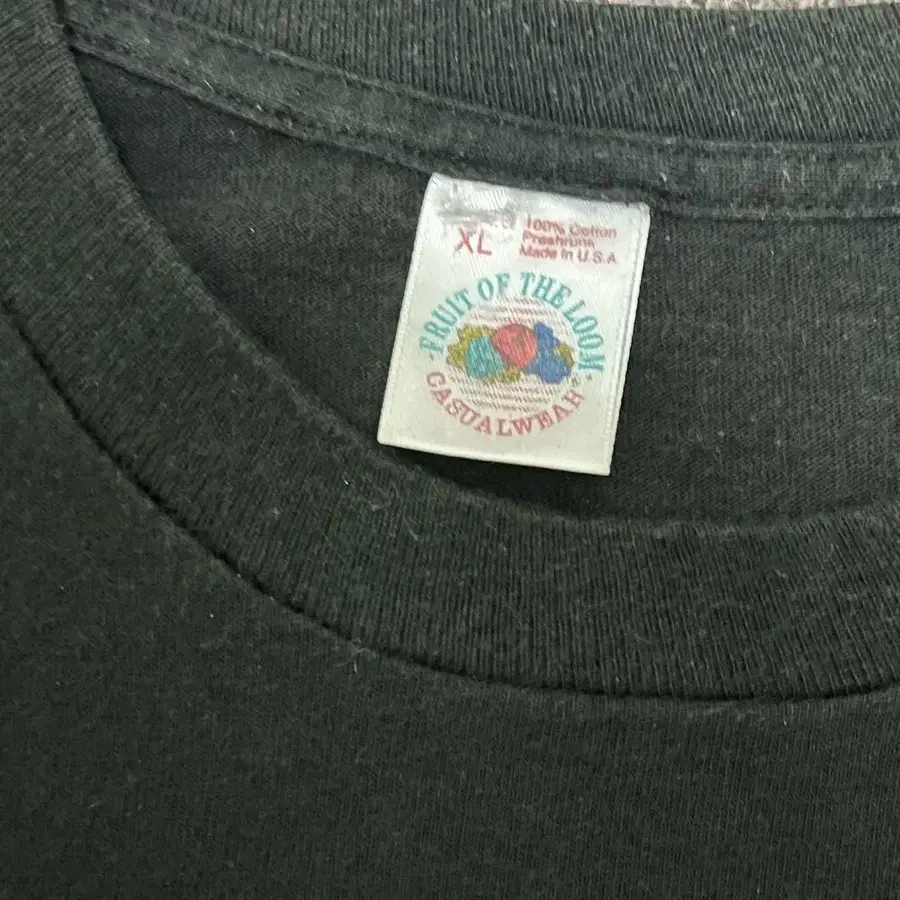 XL
100% Cotton
Preshrunk
Made in U.S.A
FRUIT OF THE LOOM
CASUALWEAR®